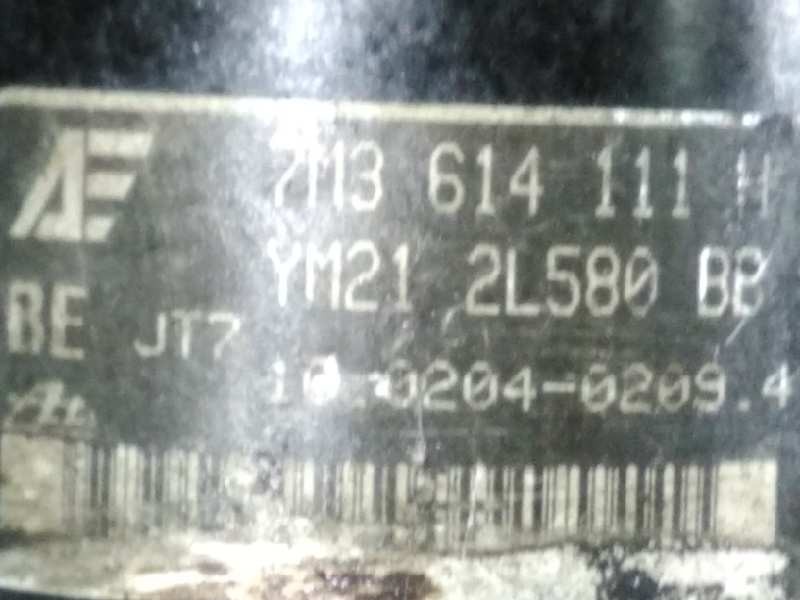 AE 7M3 614 111 H
YM21 2L580 BB
BE JT7
10.0204-0209.4